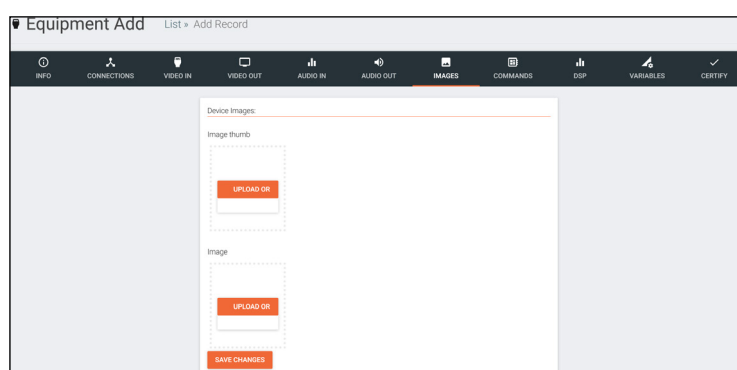 Equipment Add List » Add Record
INFO CONNECTIONS VIDEO IN VIDEO OUT AUDIO IN AUDIO OUT IMAGES COMMANDS DSP VARIABLES CERTIFY
Device Images:
Image thumb
UPLOAD OR
Image
UPLOAD OR
SAVE CHANGES